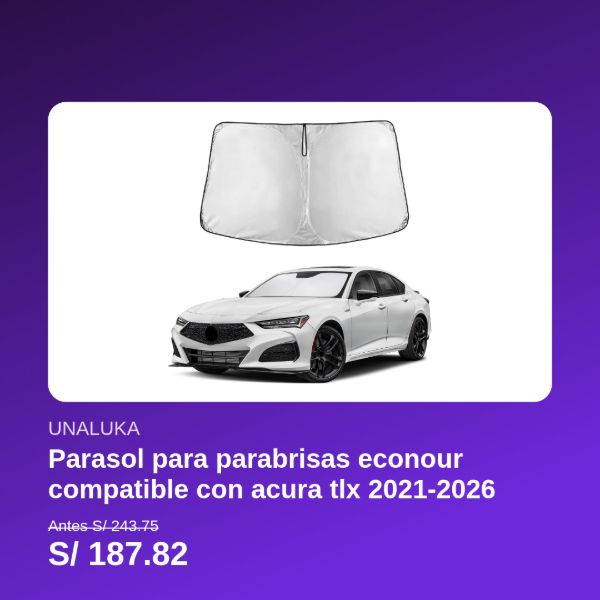 UNALUKA
Parasol para parabrisas econour
compatible con acura tlx 2021-2026
Antes S/ 243.75
S/ 187.82